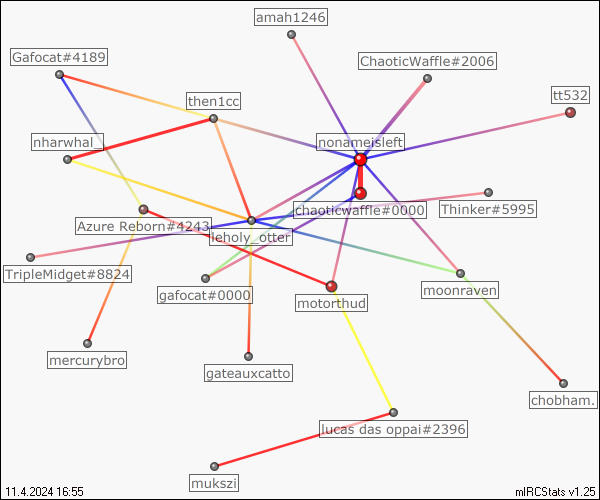 amah1246
Gafocat#4189
ChaoticWaffle#2006
tt532
then1cc
nharwhal_
nonameisleft
chaoticwaffle#0000
Thinker#5995
Azure Reborn#4243
leholy_otter
TripleMidget#8824
gafocat#0000
motorthud
moonraven
mercurybro
gateauxcatto
chobham.
lucas das oppai#2396
mukszi
11.4.2024 16:55
mIRCStats v1.25